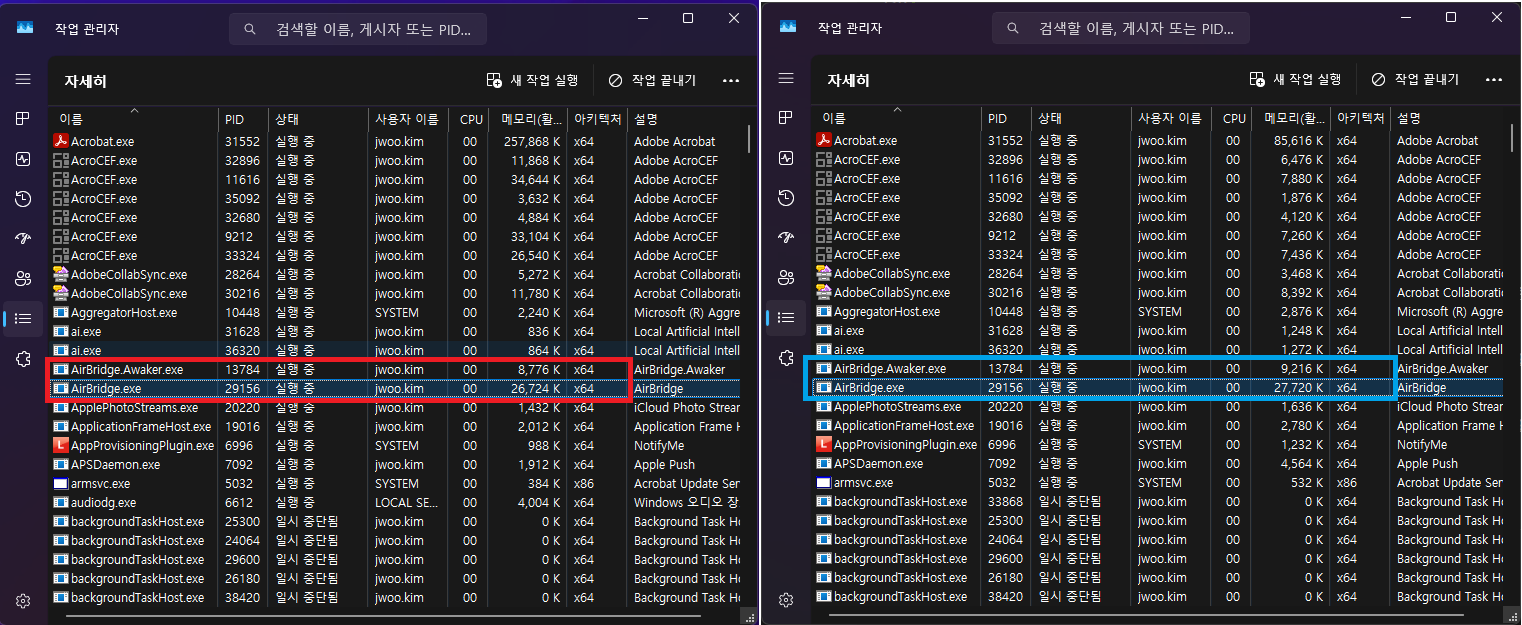 작업 관리자
검색할 이름, 게시자 또는 PID...
자세히
새 작업 실행
작업 끝내기
이름 PID 상태 사용자 이름 CPU 메모리(활... 아키텍처 설명
Acrobat.exe 31552 실행 중 jwoo.kim 00 257,868 K x64 Adobe Acrobat
AcroCEF.exe 32896 실행 중 jwoo.kim 00 11,868 K x64 Adobe AcroCEF
AcroCEF.exe 11616 실행 중 jwoo.kim 00 34,644 K x64 Adobe AcroCEF
AcroCEF.exe 35092 실행 중 jwoo.kim 00 3,632 K x64 Adobe AcroCEF
AcroCEF.exe 32680 실행 중 jwoo.kim 00 4,884 K x64 Adobe AcroCEF
AcroCEF.exe 9212 실행 중 jwoo.kim 00 33,104 K x64 Adobe AcroCEF
AcroCEF.exe 33324 실행 중 jwoo.kim 00 26,540 K x64 Adobe AcroCEF
AdobeCollabSync.exe 28264 실행 중 jwoo.kim 00 5,272 K x64 Acrobat Collaboratio
AdobeCollabSync.exe 30216 실행 중 jwoo.kim 00 11,780 K x64 Acrobat Collaboratio
AggregatorHost.exe 10448 실행 중 SYSTEM 00 2,240 K x64 Microsoft (R) Aggre
ai.exe 31628 실행 중 jwoo.kim 00 836 K x64 Local Artificial Intell
ai.exe 36320 실행 중 jwoo.kim 00 864 K x64 Local Artificial Intell
AirBridge.Awaker.exe 13784 실행 중 jwoo.kim 00 8,776 K x64 AirBridge.Awaker
AirBridge.exe 29156 실행 중 jwoo.kim 00 26,724 K x64 AirBridge
ApplePhotoStreams.exe 20220 실행 중 jwoo.kim 00 1,432 K x64 iCloud Photo Strear
ApplicationFrameHost.exe 19016 실행 중 jwoo.kim 00 2,012 K x64 Application Frame H
AppProvisioningPlugin.exe 6996 실행 중 SYSTEM 00 988 K x64 NotifyMe
APSDaemon.exe 7092 실행 중 jwoo.kim 00 1,912 K x64 Apple Push
armsvc.exe 5032 실행 중 SYSTEM 00 384 K x86 Acrobat Update Ser
audiodg.exe 6612 실행 중 LOCAL SE... 00 4,004 K x64 Windows 오디오 장
backgroundTaskHost.exe 25300 일시 중단됨 jwoo.kim 00 0 K x64 Background Task Ho
backgroundTaskHost.exe 24064 일시 중단됨 jwoo.kim 00 0 K x64 Background Task Ho
backgroundTaskHost.exe 29600 일시 중단됨 jwoo.kim 00 0 K x64 Background Task Ho
backgroundTaskHost.exe 26180 일시 중단됨 jwoo.kim 00 0 K x64 Background Task Ho
backgroundTaskHost.exe 38420 일시 중단됨 jwoo.kim 00 0 K x64 Background Task Ho
작업 관리자
검색할 이름, 게시자 또는 PID...
자세히
새 작업 실행
작업 끝내기
이름 PID 상태 사용자 이름 CPU 메모리(활... 아키텍처 설명
Acrobat.exe 31552 실행 중 jwoo.kim 00 85,616 K x64 Adobe Acrobat
AcroCEF.exe 32896 실행 중 jwoo.kim 00 6,476 K x64 Adobe AcroCEF
AcroCEF.exe 11616 실행 중 jwoo.kim 00 7,880 K x64 Adobe AcroCEF
AcroCEF.exe 35092 실행 중 jwoo.kim 00 1,876 K x64 Adobe AcroCEF
AcroCEF.exe 32680 실행 중 jwoo.kim 00 4,120 K x64 Adobe AcroCEF
AcroCEF.exe 9212 실행 중 jwoo.kim 00 7,260 K x64 Adobe AcroCEF
AcroCEF.exe 33324 실행 중 jwoo.kim 00 7,436 K x64 Adobe AcroCEF
AdobeCollabSync.exe 28264 실행 중 jwoo.kim 00 3,468 K x64 Acrobat Collaboratio
AdobeCollabSync.exe 30216 실행 중 jwoo.kim 00 8,392 K x64 Acrobat Collaboratio
AggregatorHost.exe 10448 실행 중 SYSTEM 00 2,876 K x64 Microsoft (R) Aggre
ai.exe 31628 실행 중 jwoo.kim 00 1,248 K x64 Local Artificial Intell
ai.exe 36320 실행 중 jwoo.kim 00 1,272 K x64 Local Artificial Intell
AirBridge.Awaker.exe 13784 실행 중 jwoo.kim 00 9,216 K x64 AirBridge.Awaker
AirBridge.exe 29156 실행 중 jwoo.kim 00 27,720 K x64 AirBridge
ApplePhotoStreams.exe 20220 실행 중 jwoo.kim 00 1,636 K x64 iCloud Photo Strear
ApplicationFrameHost.exe 19016 실행 중 jwoo.kim 00 2,780 K x64 Application Frame H
AppProvisioningPlugin.exe 6996 실행 중 SYSTEM 00 1,232 K x64 NotifyMe
APSDaemon.exe 7092 실행 중 jwoo.kim 00 4,564 K x64 Apple Push
armsvc.exe 5032 실행 중 SYSTEM 00 532 K x86 Acrobat Update Ser
backgroundTaskHost.exe 33868 일시 중단됨 jwoo.kim 00 0 K x64 Background Task Ho
backgroundTaskHost.exe 25300 일시 중단됨 jwoo.kim 00 0 K x64 Background Task Ho
backgroundTaskHost.exe 24064 일시 중단됨 jwoo.kim 00 0 K x64 Background Task Ho
backgroundTaskHost.exe 29600 일시 중단됨 jwoo.kim 00 0 K x64 Background Task Ho
backgroundTaskHost.exe 26180 일시 중단됨 jwoo.kim 00 0 K x64 Background Task Ho
backgroundTaskHost.exe 38420 일시 중단됨 jwoo.kim 00 0 K x64 Background Task Ho